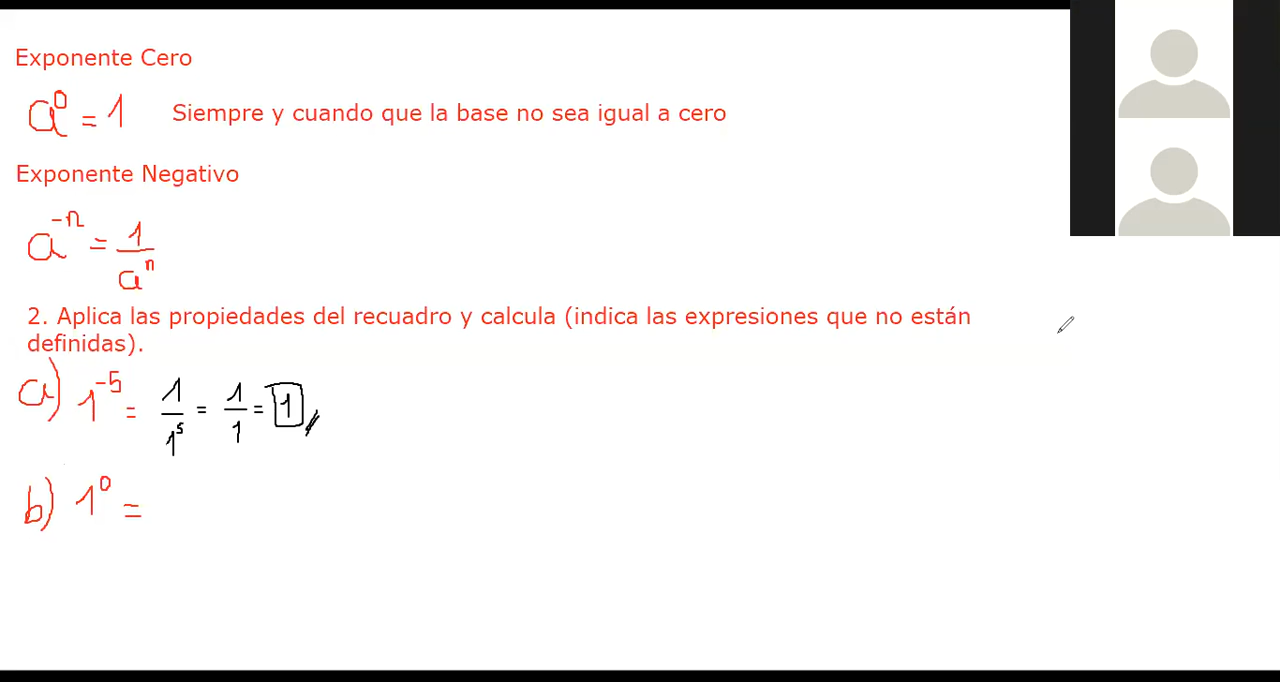 Exponente Cero
a⁰ = 1 Siempre y cuando que la base no sea igual a cero
Exponente Negativo
a⁻ⁿ = 1/aⁿ
2. Aplica las propiedades del recuadro y calcula (indica las expresiones que no están
definidas).
a) 1⁻⁵ = 1/1⁵ = 1/1 = 1
b) 1⁰ =